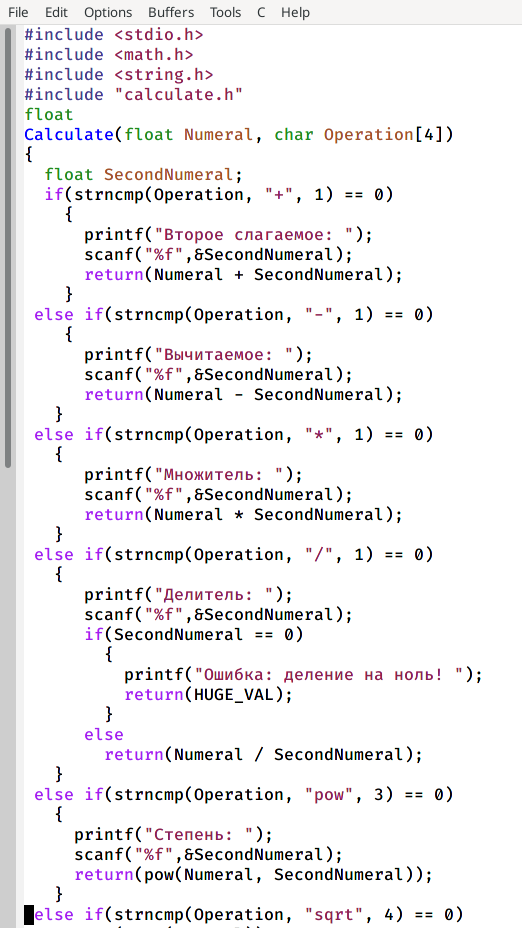 File Edit Options Buffers Tools C Help
#include <stdio.h>
#include <math.h>
#include <string.h>
#include "calculate.h"
float
Calculate(float Numeral, char Operation[4])
{
  float SecondNumeral;
  if(strncmp(Operation, "+", 1) == 0)
    {
      printf("Второе слагаемое: ");
      scanf("%f",&SecondNumeral);
      return(Numeral + SecondNumeral);
    }
 else if(strncmp(Operation, "-", 1) == 0)
    {
      printf("Вычитаемое: ");
      scanf("%f",&SecondNumeral);
      return(Numeral - SecondNumeral);
   }
 else if(strncmp(Operation, "*", 1) == 0)
   {
      printf("Множитель: ");
      scanf("%f",&SecondNumeral);
      return(Numeral * SecondNumeral);
   }
 else if(strncmp(Operation, "/", 1) == 0)
   {
      printf("Делитель: ");
      scanf("%f",&SecondNumeral);
      if(SecondNumeral == 0)
        {
          printf("Ошибка: деление на ноль! ");
          return(HUGE_VAL);
        }
      else
        return(Numeral / SecondNumeral);
   }
 else if(strncmp(Operation, "pow", 3) == 0)
   {
     printf("Степень: ");
     scanf("%f",&SecondNumeral);
     return(pow(Numeral, SecondNumeral));
   }
 else if(strncmp(Operation, "sqrt", 4) == 0)